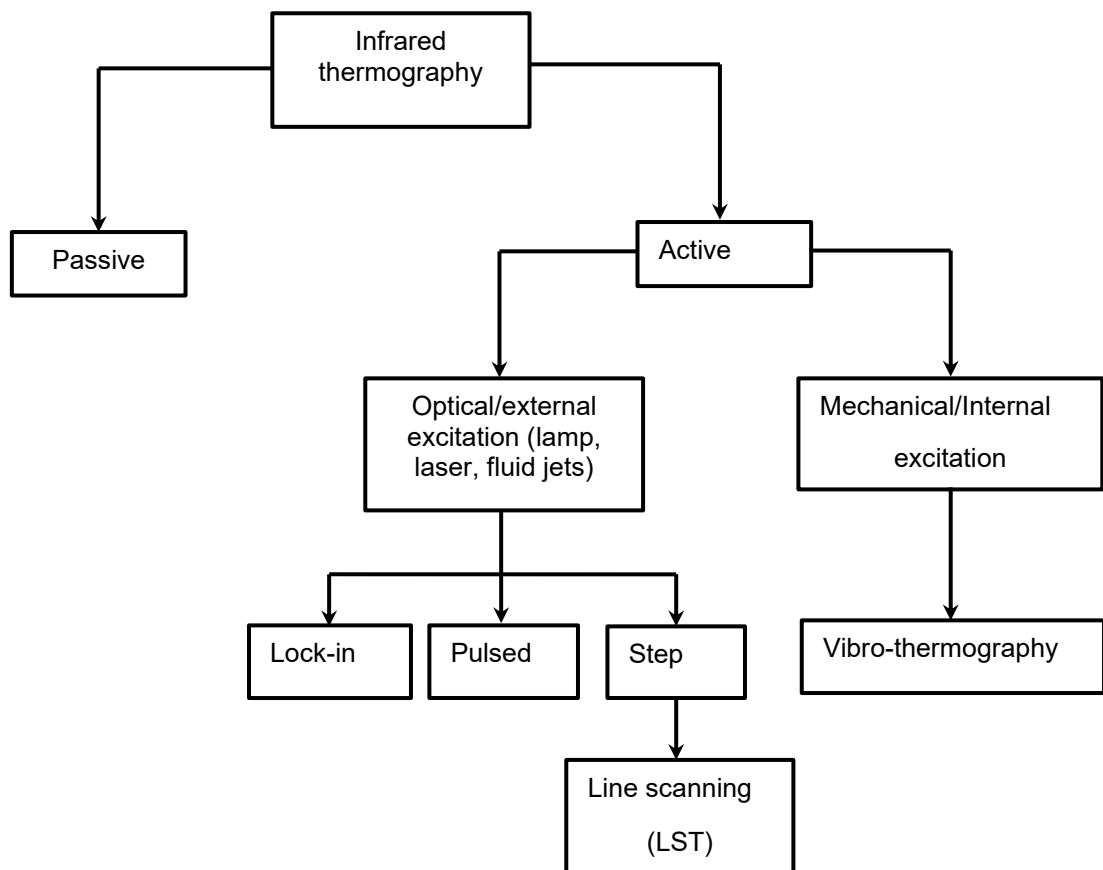 Infrared
thermography
Passive
Active
Optical/external
excitation (lamp,
laser, fluid jets)
Mechanical/Internal
excitation
Lock-in
Pulsed
Step
Vibro-thermography
Line scanning
(LST)